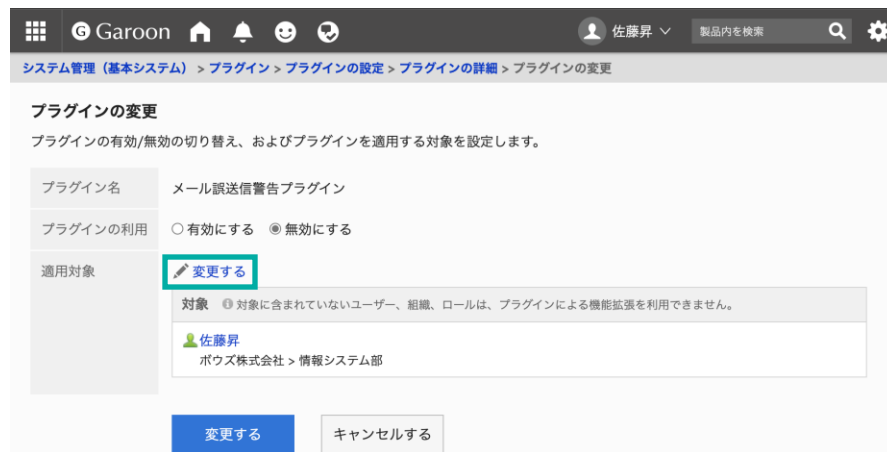 Garoon 佐藤昇 製品内を検索
システム管理（基本システム） > プラグイン > プラグインの設定 > プラグインの詳細 > プラグインの変更
プラグインの変更
プラグインの有効/無効の切り替え、およびプラグインを適用する対象を設定します。
プラグイン名 メール誤送信警告プラグイン
プラグインの利用 有効にする 無効にする
適用対象 変更する
対象 対象に含まれていないユーザー、組織、ロールは、プラグインによる機能拡張を利用できません。
佐藤昇
ボウズ株式会社 > 情報システム部
変更する キャンセルする